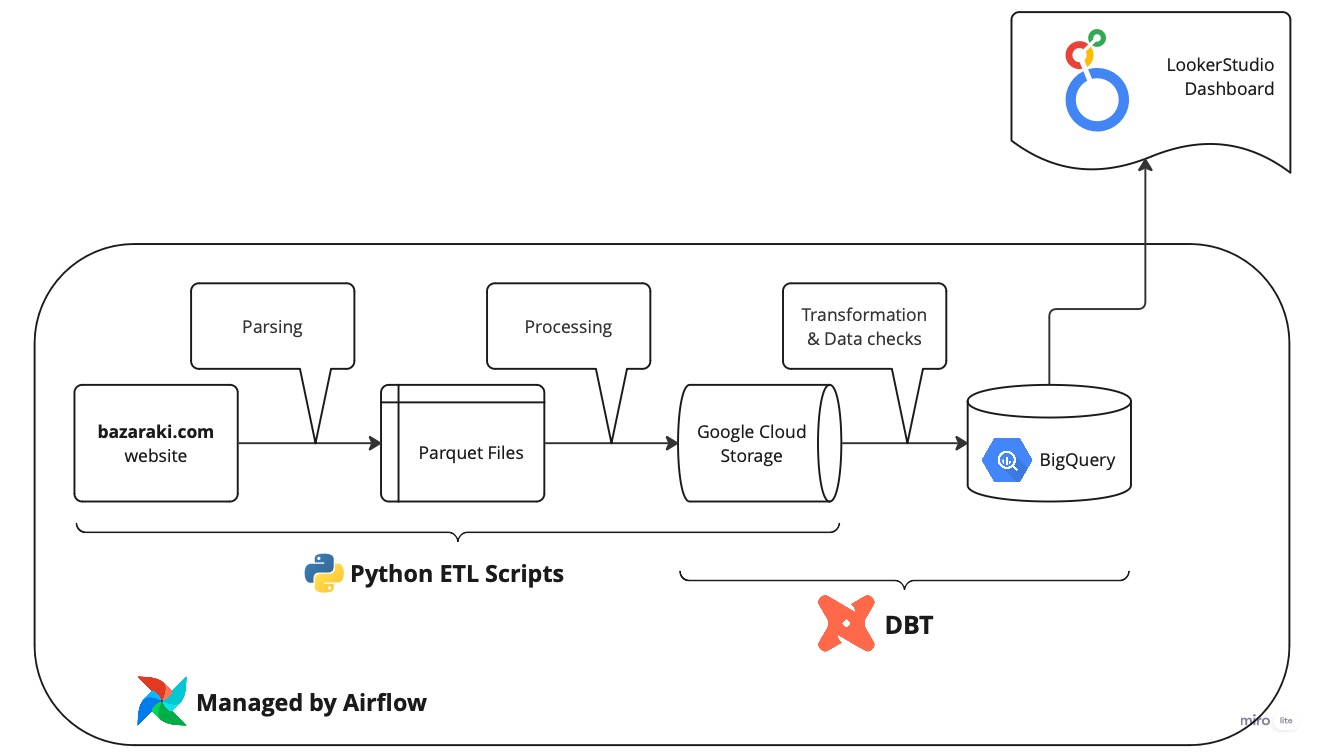 LookerStudio
Dashboard
Parsing
Processing
Transformation
& Data checks
bazaraki.com
website
Parquet Files
Google Cloud
Storage
BigQuery
Python ETL Scripts
DBT
Managed by Airflow
miro lite